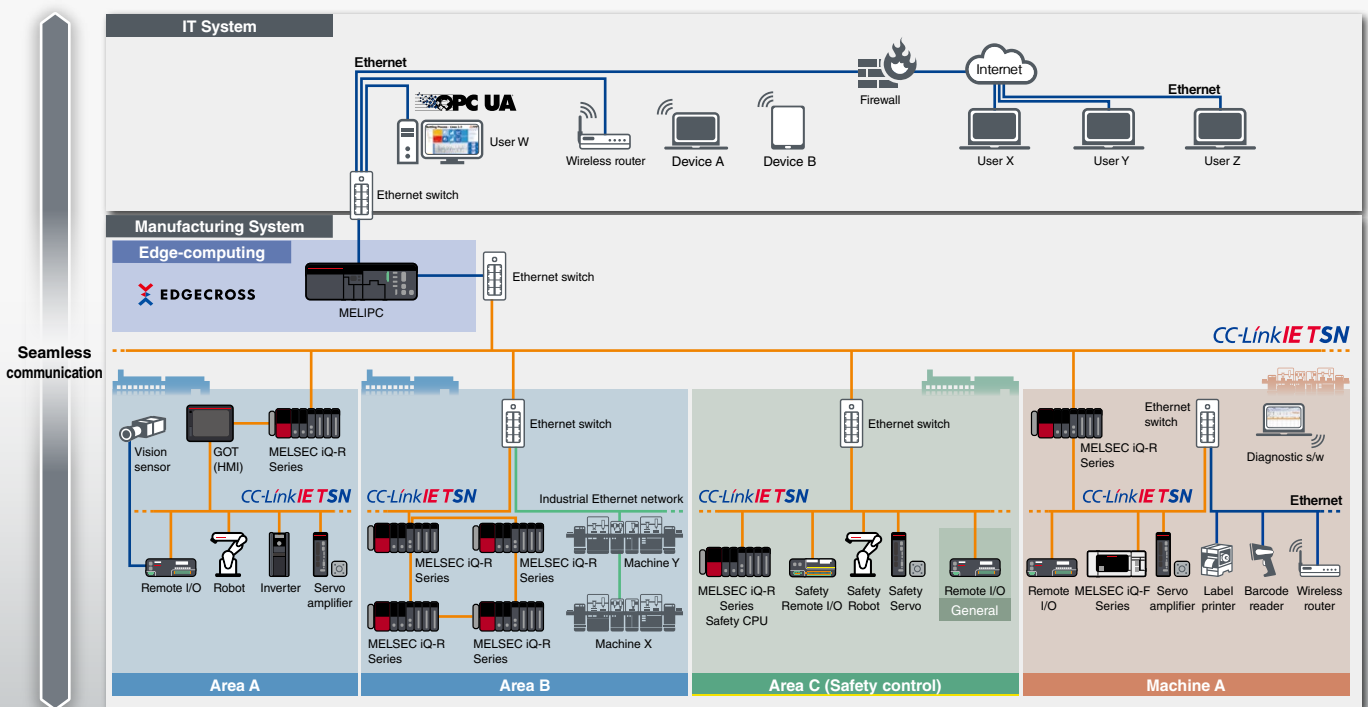 IT System
Ethernet
Internet
Firewall
Ethernet
OPC UA
User W
Wireless router
Device A
Device B
User X
User Y
User Z
Ethernet switch
Manufacturing System
Edge-computing
EDGECROSS
MELIPC
Ethernet switch
Seamless
communication
CC-Link IE TSN
Vision
sensor
GOT
(HMI)
MELSEC iQ-R
Series
CC-Link IE TSN
Remote I/O
Robot
Inverter
Servo
amplifier
Area A
Ethernet switch
CC-Link IE TSN
Industrial Ethernet network
MELSEC iQ-R
Series
MELSEC iQ-R
Series
Machine Y
MELSEC iQ-R
Series
MELSEC iQ-R
Series
Machine X
Area B
Ethernet switch
CC-Link IE TSN
MELSEC iQ-R
Series
Safety CPU
Safety
Remote I/O
Safety
Robot
Safety
Servo
Remote I/O
General
Area C (Safety control)
MELSEC iQ-R
Series
Ethernet
switch
Diagnostic s/w
CC-Link IE TSN
Ethernet
Remote
I/O
MELSEC iQ-F
Series
Servo
amplifier
Label
printer
Barcode
reader
Wireless
router
Machine A